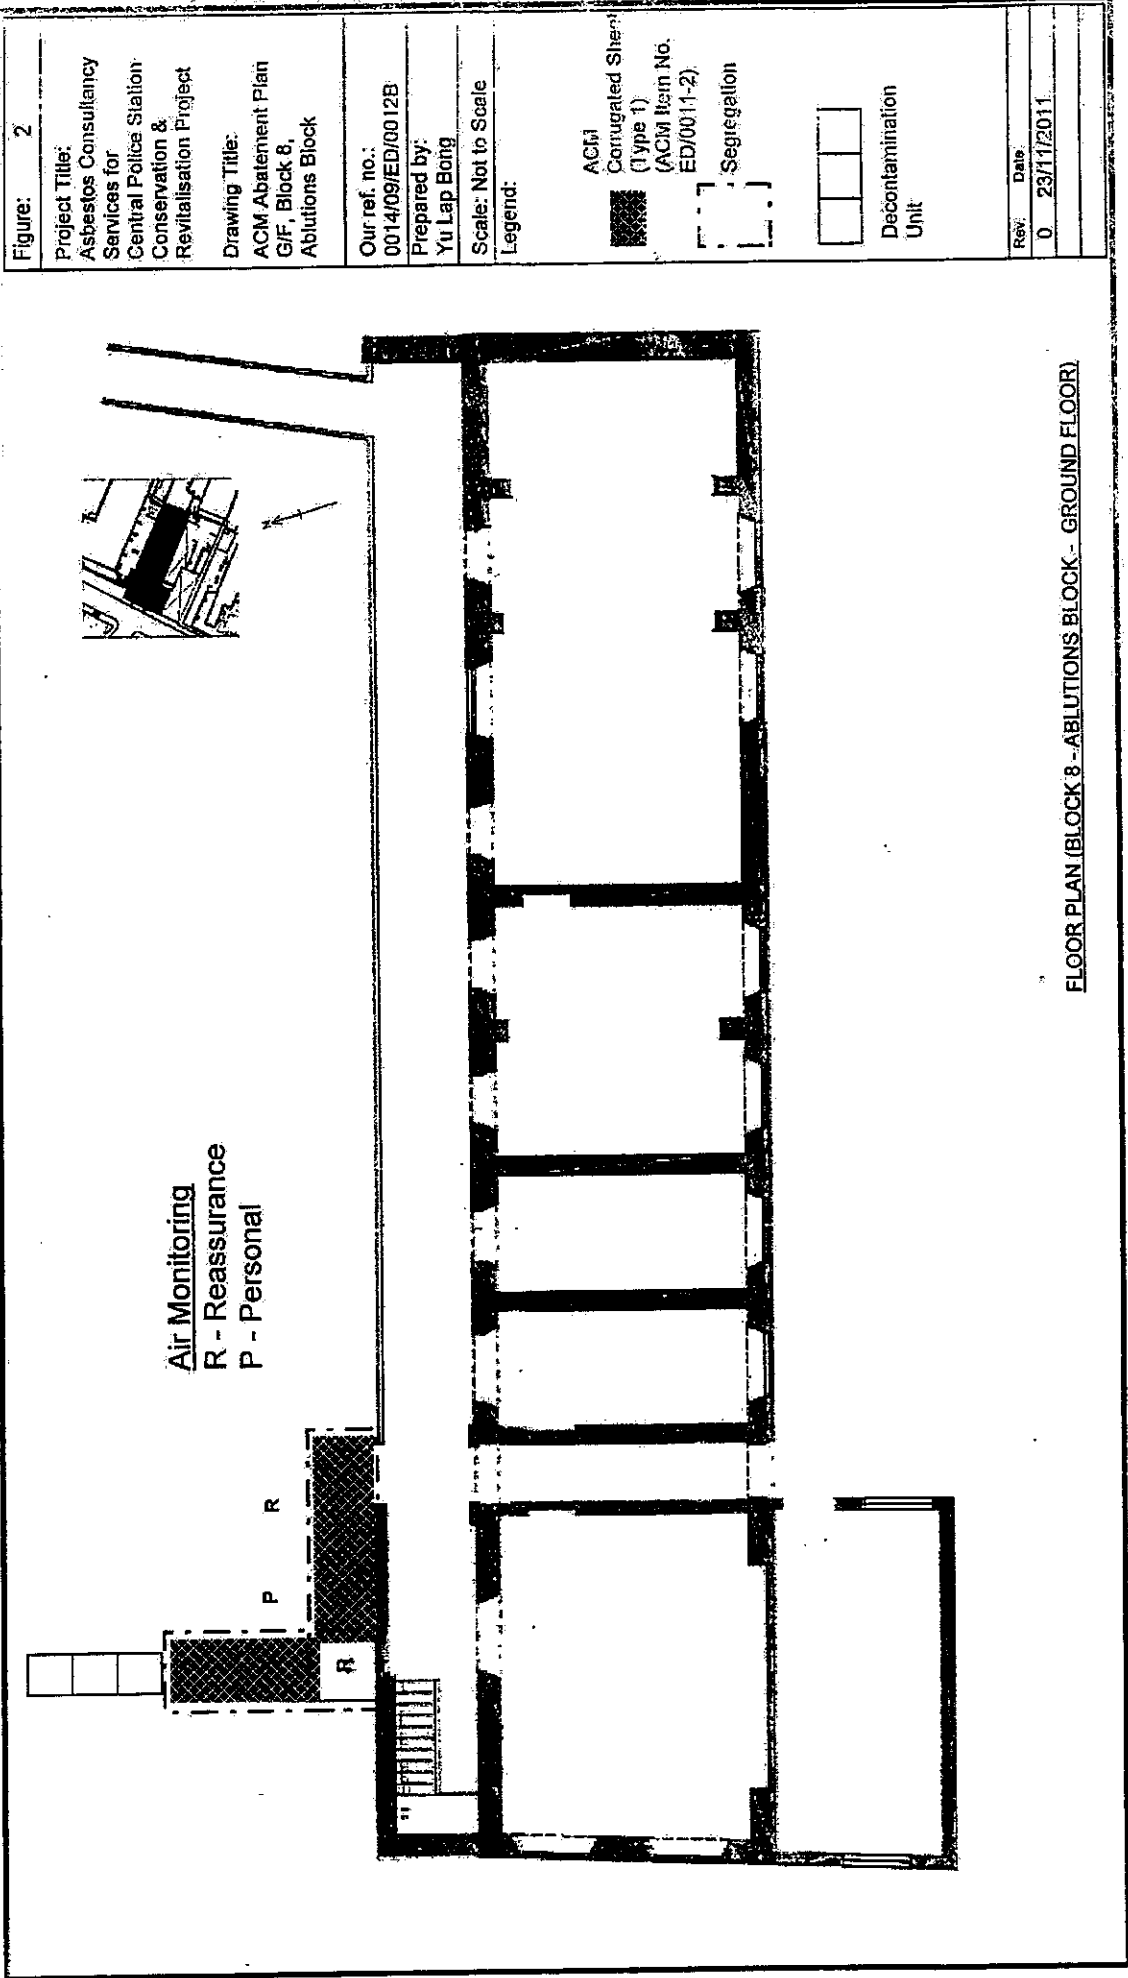 Figure: 2
Project Title:
Asbestos Consultancy
Services for
Central Police Station
Conservation &
Revitalisation Project
Drawing Title:
ACM Abatement Plan
G/F, Block 8,
Ablutions Block
Our ref. no.:
0014/09/ED/0012B
Prepared by:
Yu Lap Bong
Scale: Not to Scale
Legend:
ACM
Corrugated Sheet
(Type 1)
(ACM Item No.
ED/0011-2)
Segregation
Decontamination
Unit
Rev. Date
0 23/11/2011
Air Monitoring
R - Reassurance
P - Personal
P R
R
FLOOR PLAN (BLOCK 8 - ABLUTIONS BLOCK - GROUND FLOOR)